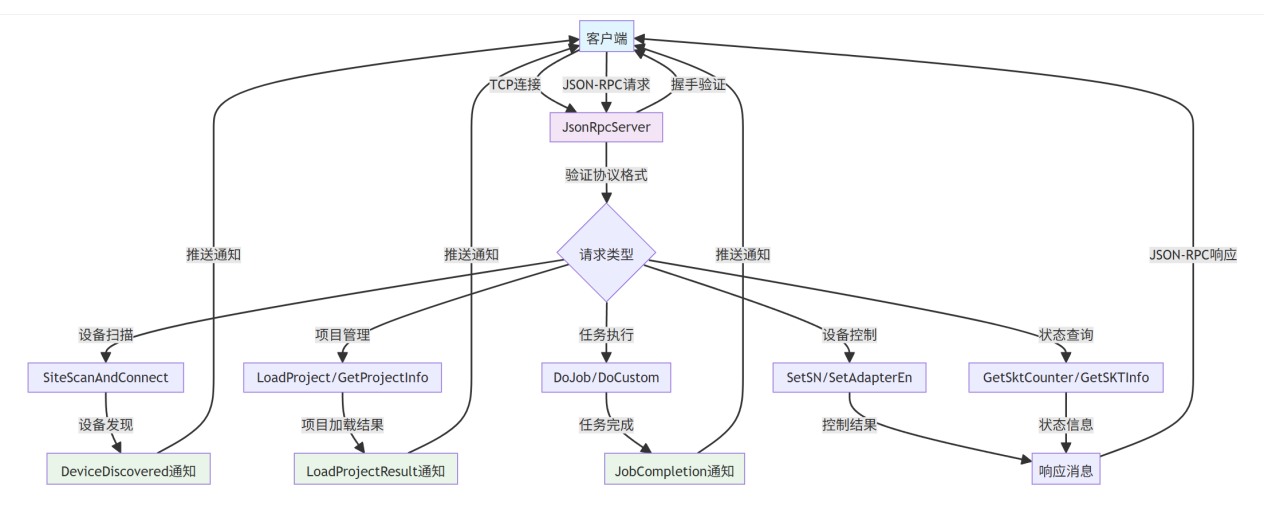 客户端
TCP连接
JSON-RPC请求
握手验证
JsonRpcServer
验证协议格式
推送通知
推送通知
请求类型
推送通知
JSON-RPC响应
设备扫描
项目管理
任务执行
设备控制
状态查询
SiteScanAndConnect
LoadProject/GetProjectInfo
DoJob/DoCustom
SetSN/SetAdapterEn
GetSktCounter/GetSKTInfo
设备发现
项目加载结果
任务完成
控制结果
状态信息
DeviceDiscovered通知
LoadProjectResult通知
JobCompletion通知
响应消息